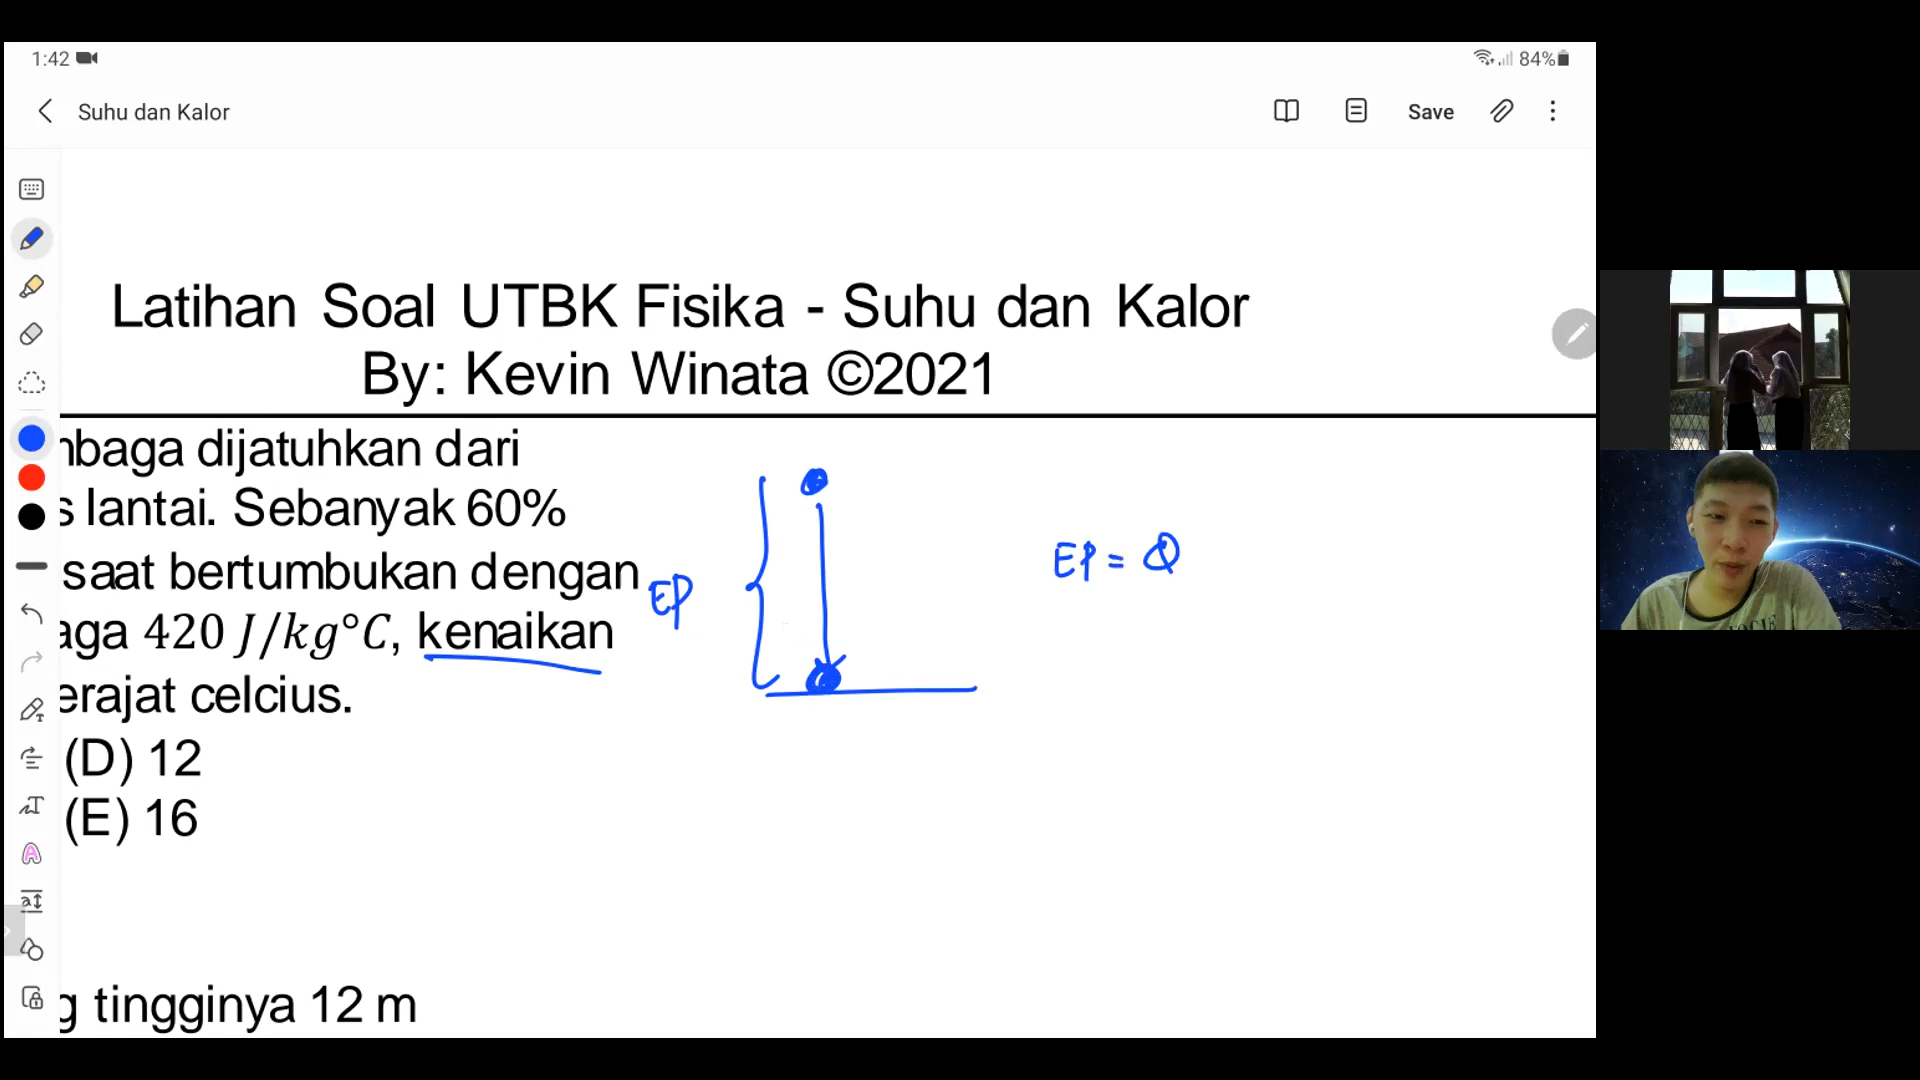 1:42
84%
Suhu dan Kalor
Save
Latihan Soal UTBK Fisika - Suhu dan Kalor
By: Kevin Winata ©2021
baga dijatuhkan dari
s lantai. Sebanyak 60%
saat bertumbukan dengan
aga 420 J/kg°C, kenaikan
erajat celcius.
(D) 12
(E) 16
EP
EP = Q
g tingginya 12 m